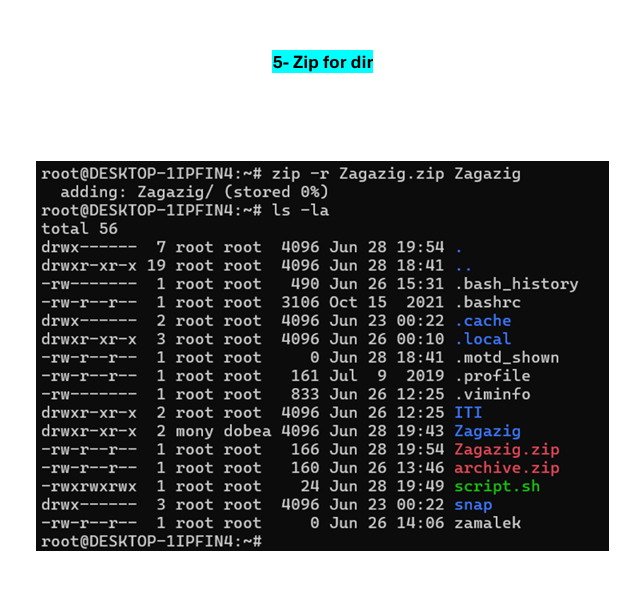 5- Zip for dir
root@DESKTOP-1IPFIN4:~# zip -r Zagazig.zip Zagazig
  adding: Zagazig/ (stored 0%)
root@DESKTOP-1IPFIN4:~# ls -la
total 56
drwx------  7 root root  4096 Jun 28 19:54 .
drwxr-xr-x 19 root root  4096 Jun 28 18:41 ..
-rw-------  1 root root   490 Jun 26 15:31 .bash_history
-rw-r--r--  1 root root  3106 Oct 15  2021 .bashrc
drwx------  2 root root  4096 Jun 23 00:22 .cache
drwxr-xr-x  3 root root  4096 Jun 26 00:10 .local
-rw-r--r--  1 root root     0 Jun 28 18:41 .motd_shown
-rw-r--r--  1 root root   161 Jul  9  2019 .profile
-rw-------  1 root root   833 Jun 26 12:25 .viminfo
drwxr-xr-x  2 root root  4096 Jun 26 12:25 ITI
drwxr-xr-x  2 mony dobea 4096 Jun 28 19:43 Zagazig
-rw-r--r--  1 root root   166 Jun 28 19:54 Zagazig.zip
-rw-r--r--  1 root root   160 Jun 26 13:46 archive.zip
-rwxrwxrwx  1 root root    24 Jun 28 19:49 script.sh
drwx------  3 root root  4096 Jun 23 00:22 snap
-rw-r--r--  1 root root     0 Jun 26 14:06 zamalek
root@DESKTOP-1IPFIN4:~#